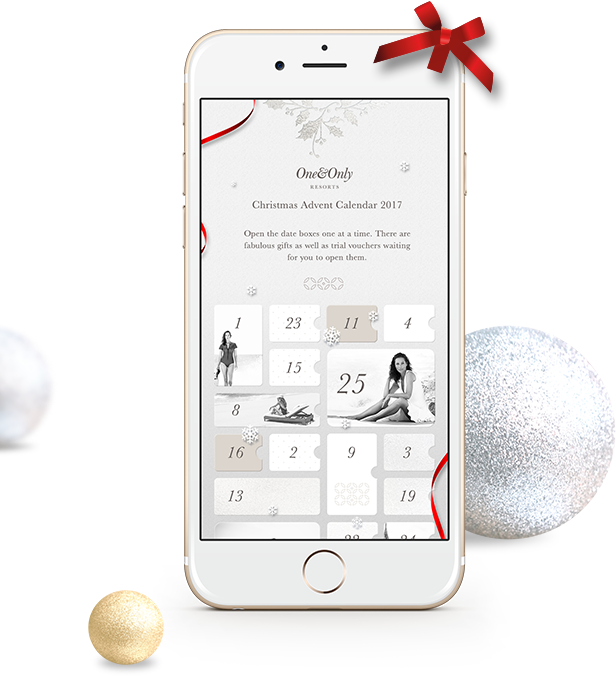 One&Only
RESORTS
Christmas Advent Calendar 2017
Open the date boxes one at a time. There are
fabulous gifts as well as trial vouchers waiting
for you to open them.
1
23
11
4
15
25
8
16
2
9
3
13
19